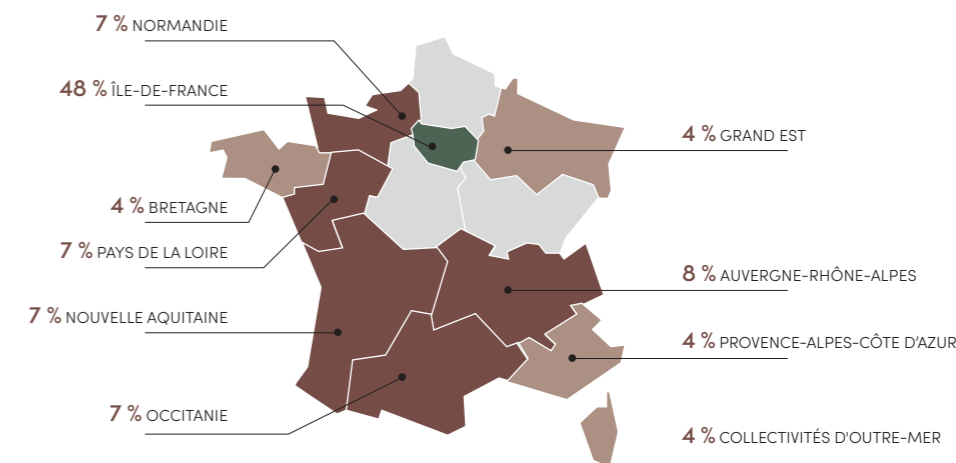 7 % NORMANDIE
48 % ÎLE-DE-FRANCE
4 % BRETAGNE
7 % PAYS DE LA LOIRE
7 % NOUVELLE AQUITAINE
7 % OCCITANIE
4 % GRAND EST
8 % AUVERGNE-RHÔNE-ALPES
4 % PROVENCE-ALPES-CÔTE D'AZUR
4 % COLLECTIVITÉS D'OUTRE-MER